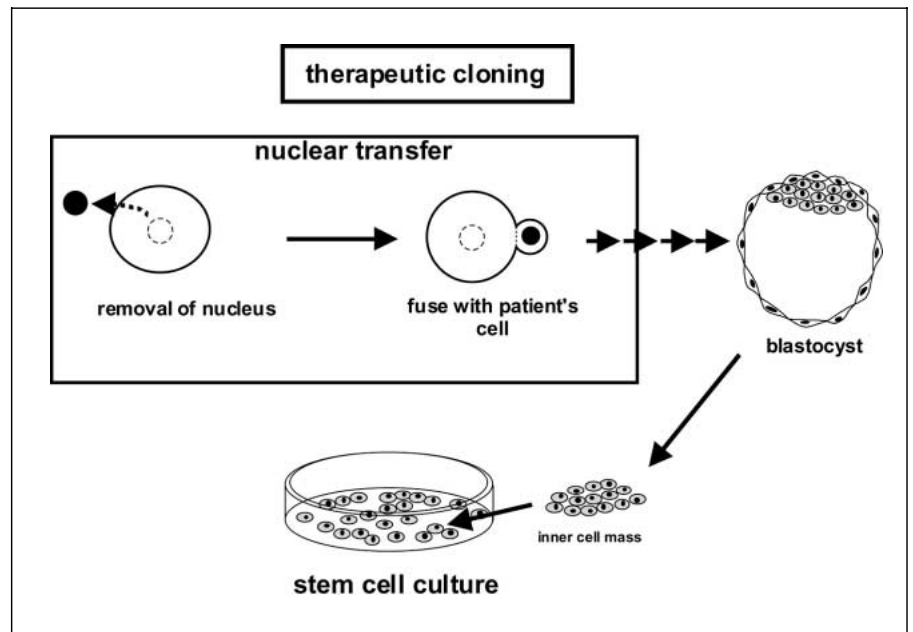 therapeutic cloning
nuclear transfer
removal of nucleus
fuse with patient's
cell
blastocyst
inner cell mass
stem cell culture